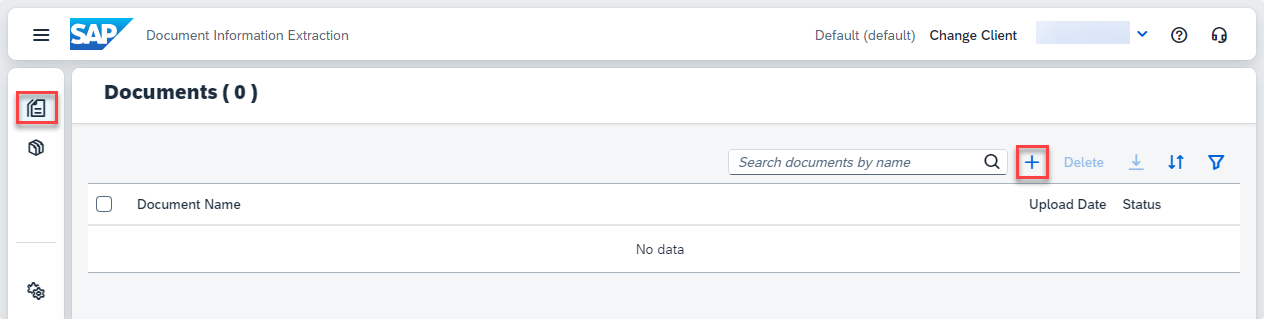 SAP Document Information Extraction Default (default) Change Client
Documents ( 0 )
Search documents by name Delete
Document Name Upload Date Status
No data